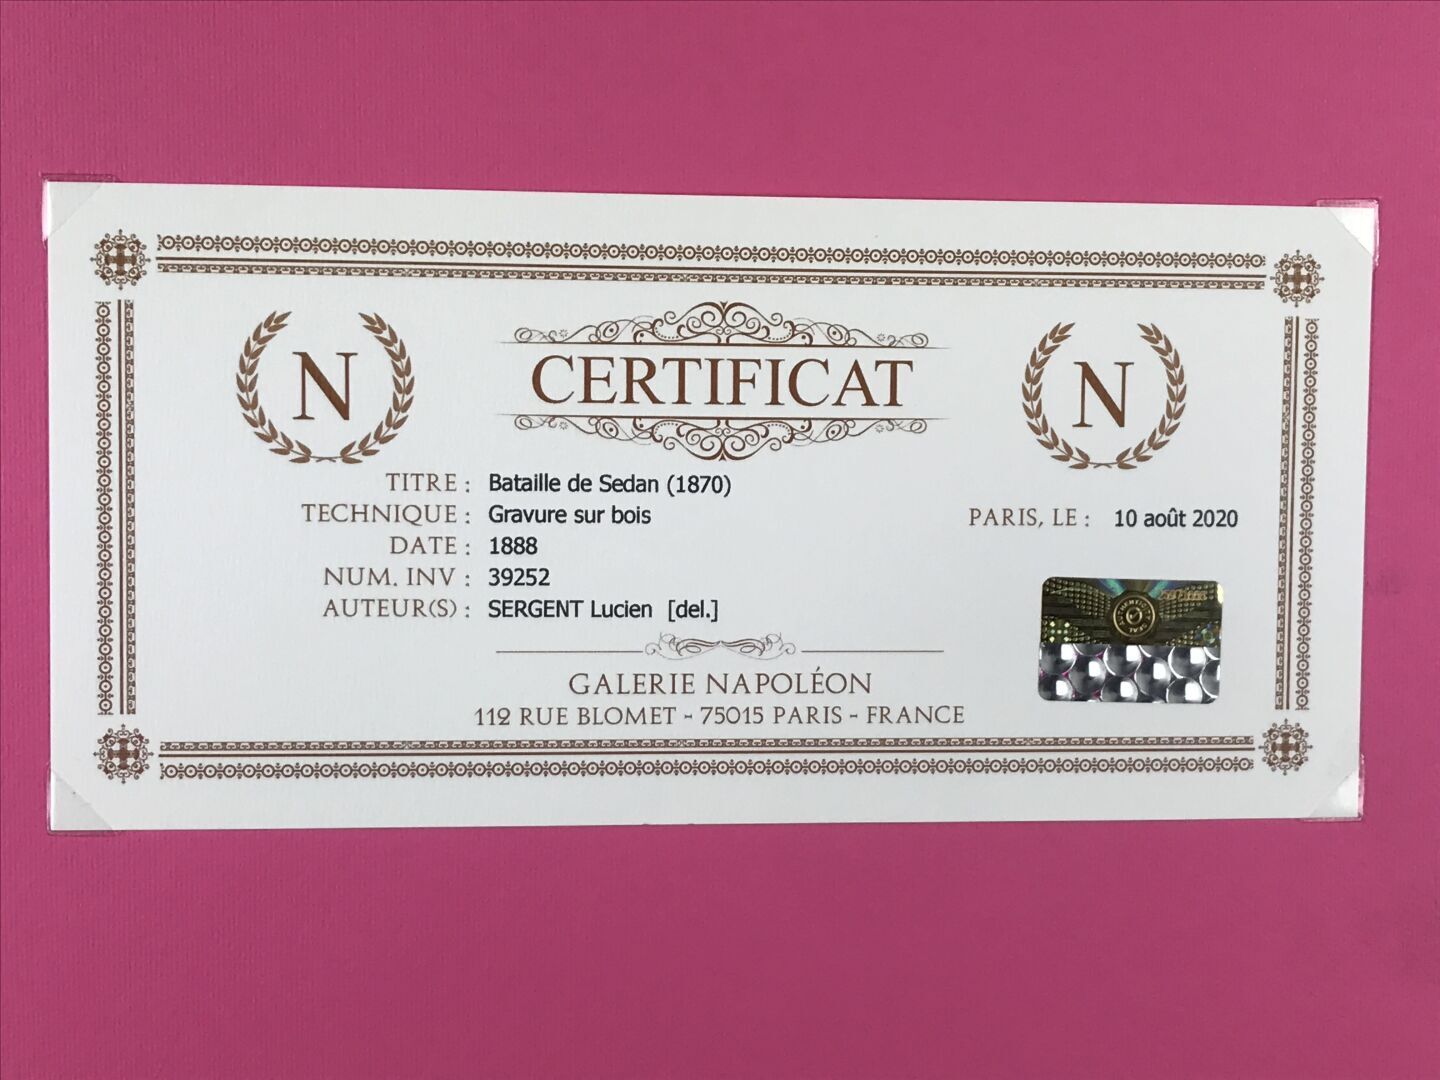 N
CERTIFICAT
N
TITRE : Bataille de Sedan (1870)
TECHNIQUE : Gravure sur bois
PARIS, LE : 10 août 2020
DATE : 1888
NUM. INV : 39252
AUTEUR(S) : SERGENT Lucien [del.]
GALERIE NAPOLÉON
112 RUE BLOMET - 75015 PARIS - FRANCE